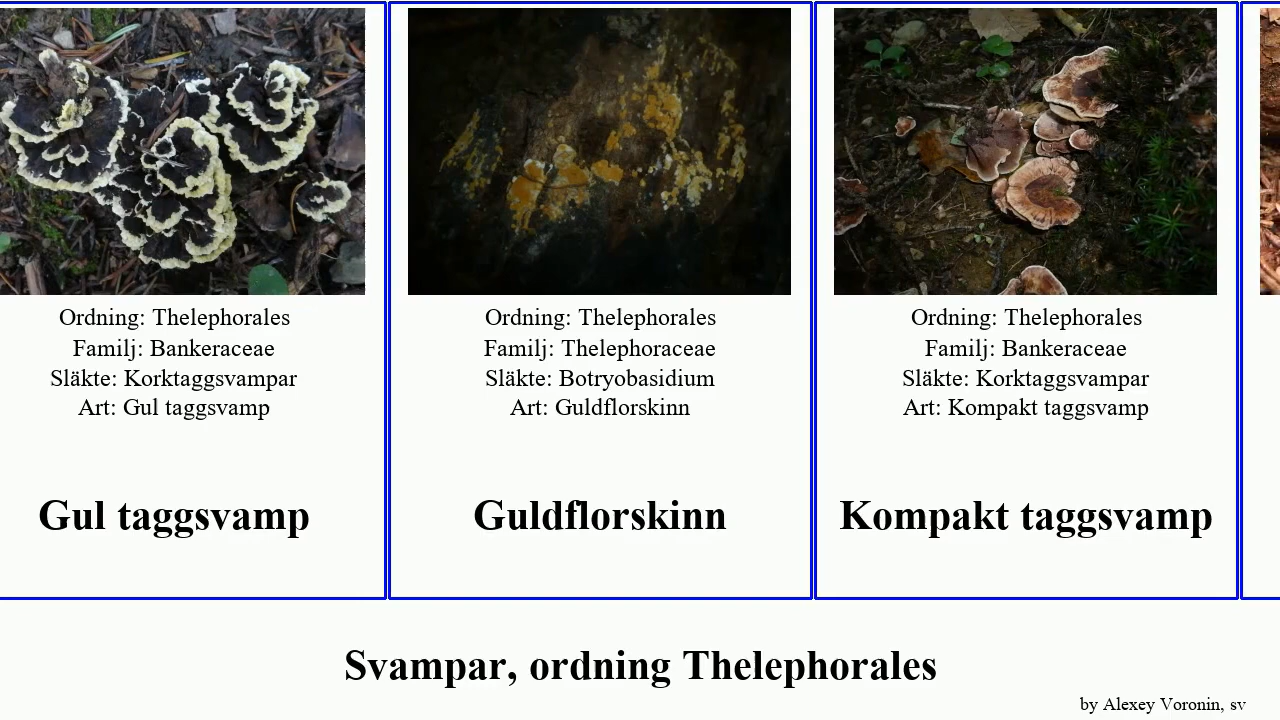 Ordning: Thelephorales
Familj: Bankeraceae
Släkte: Korktaggsvampar
Art: Gul taggsvamp
Gul taggsvamp
Ordning: Thelephorales
Familj: Thelephoraceae
Släkte: Botryobasidium
Art: Guldflorskinn
Guldflorskinn
Ordning: Thelephorales
Familj: Bankeraceae
Släkte: Korktaggsvampar
Art: Kompakt taggsvamp
Kompakt taggsvamp
Svampar, ordning Thelephorales
by Alexey Voronin, sv